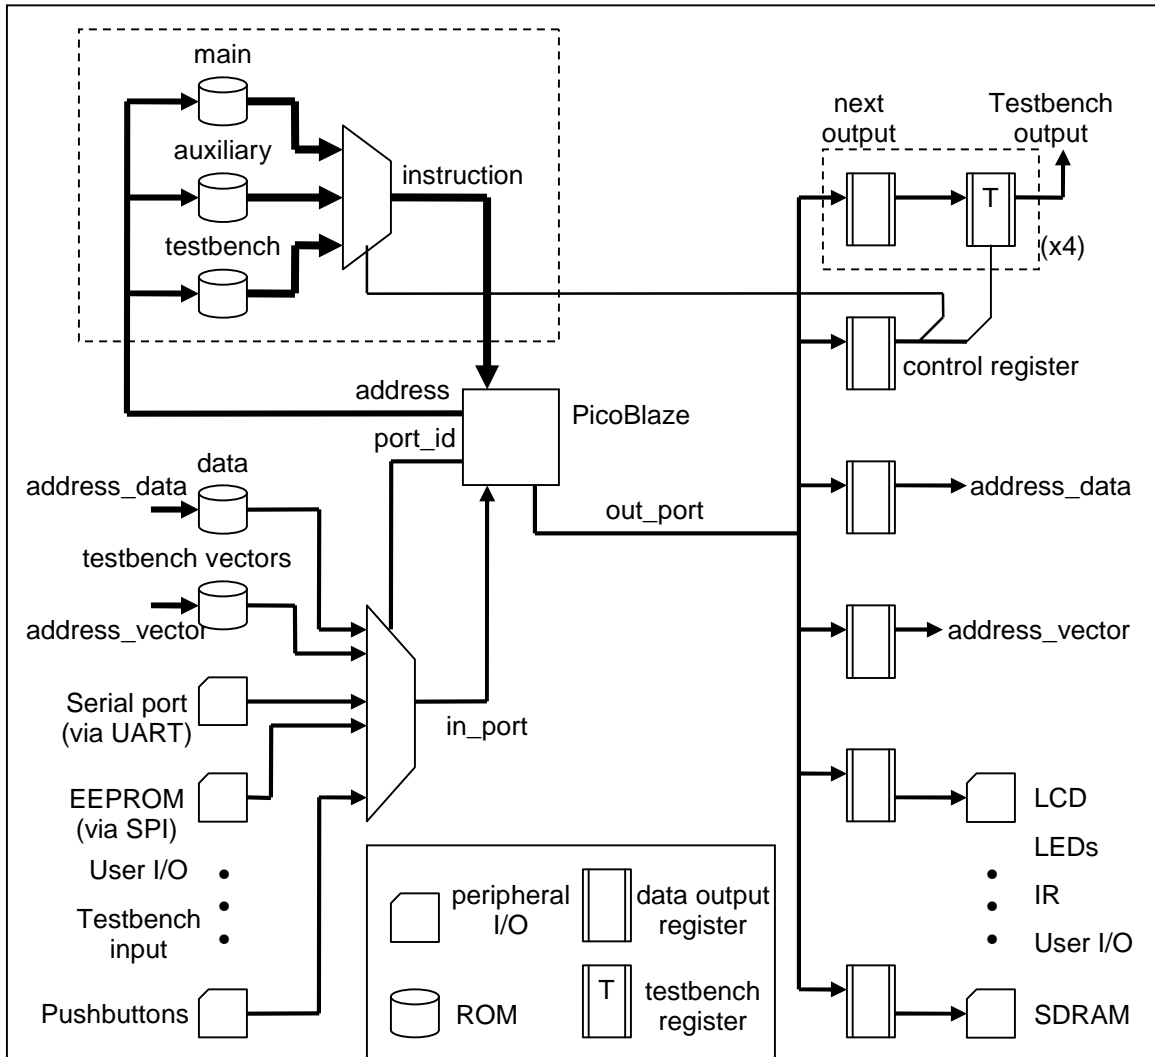 main
auxiliary
testbench
instruction
next
output
Testbench
output
T
(x4)
control register
address
PicoBlaze
port_id
data
address_data
testbench vectors
address_vector
out_port
address_data
address_vector
Serial port
(via UART)
in_port
EEPROM
(via SPI)
User I/O
Testbench
input
Pushbuttons
LCD
LEDs
IR
User I/O
SDRAM
peripheral
I/O
data output
register
ROM
T
testbench
register